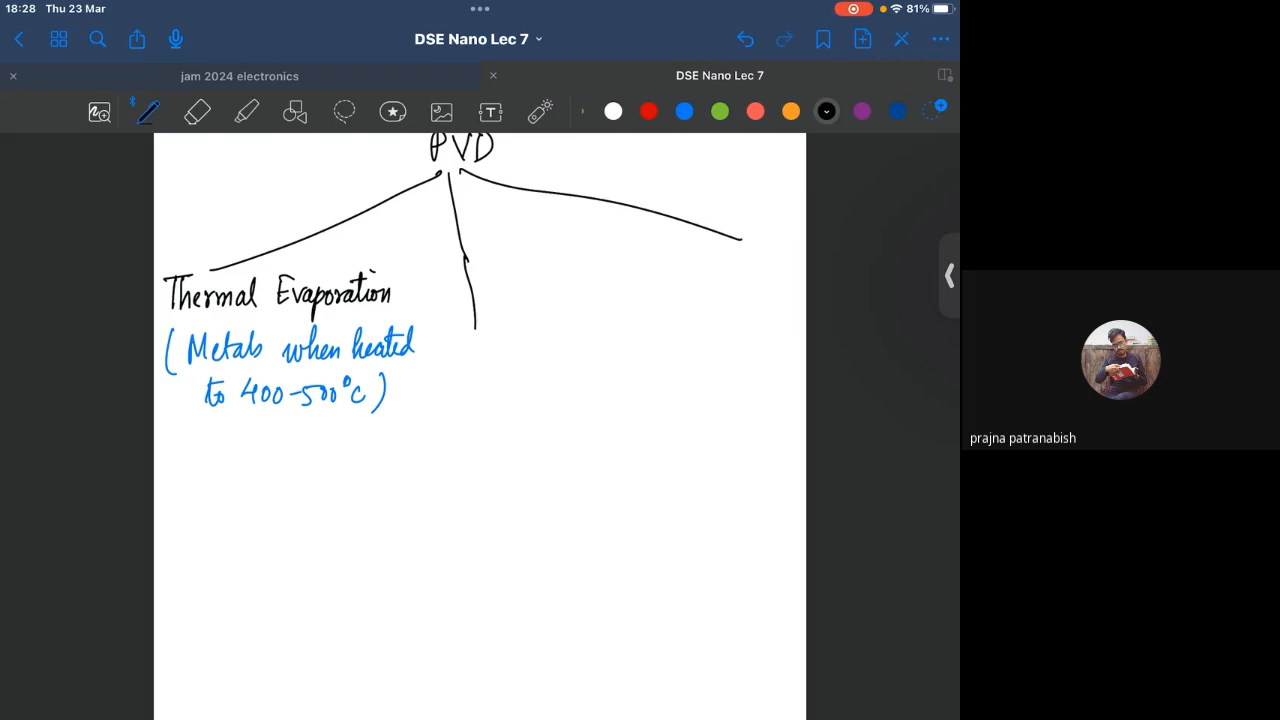 18:28 Thu 23 Mar
81%
DSE Nano Lec 7
jam 2024 electronics
DSE Nano Lec 7
T
PVD
Thermal Evaporation
(Metals when heated
to 400-500°C)
prajna patranabish